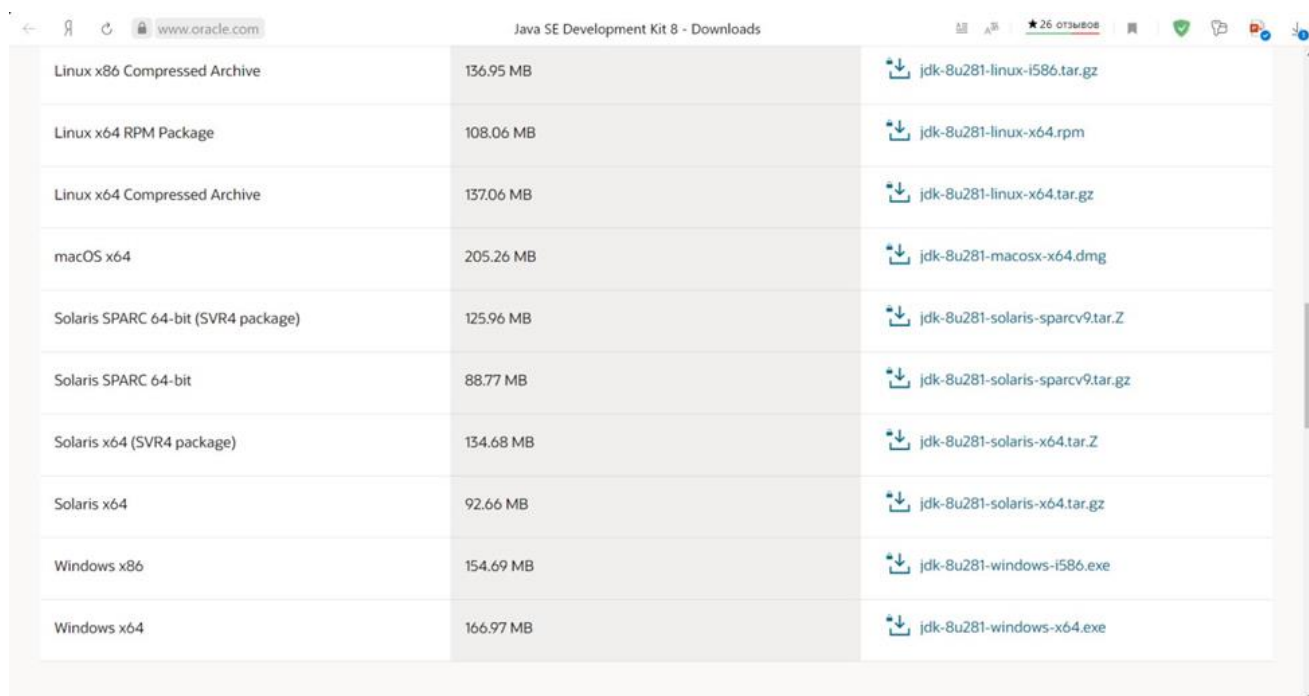 Я www.oracle.com Java SE Development Kit 8 - Downloads ★26 отзывов
Linux x86 Compressed Archive 136.95 MB jdk-8u281-linux-i586.tar.gz
Linux x64 RPM Package 108.06 MB jdk-8u281-linux-x64.rpm
Linux x64 Compressed Archive 137.06 MB jdk-8u281-linux-x64.tar.gz
macOS x64 205.26 MB jdk-8u281-macosx-x64.dmg
Solaris SPARC 64-bit (SVR4 package) 125.96 MB jdk-8u281-solaris-sparcv9.tar.Z
Solaris SPARC 64-bit 88.77 MB jdk-8u281-solaris-sparcv9.tar.gz
Solaris x64 (SVR4 package) 134.68 MB jdk-8u281-solaris-x64.tar.Z
Solaris x64 92.66 MB jdk-8u281-solaris-x64.tar.gz
Windows x86 154.69 MB jdk-8u281-windows-i586.exe
Windows x64 166.97 MB jdk-8u281-windows-x64.exe